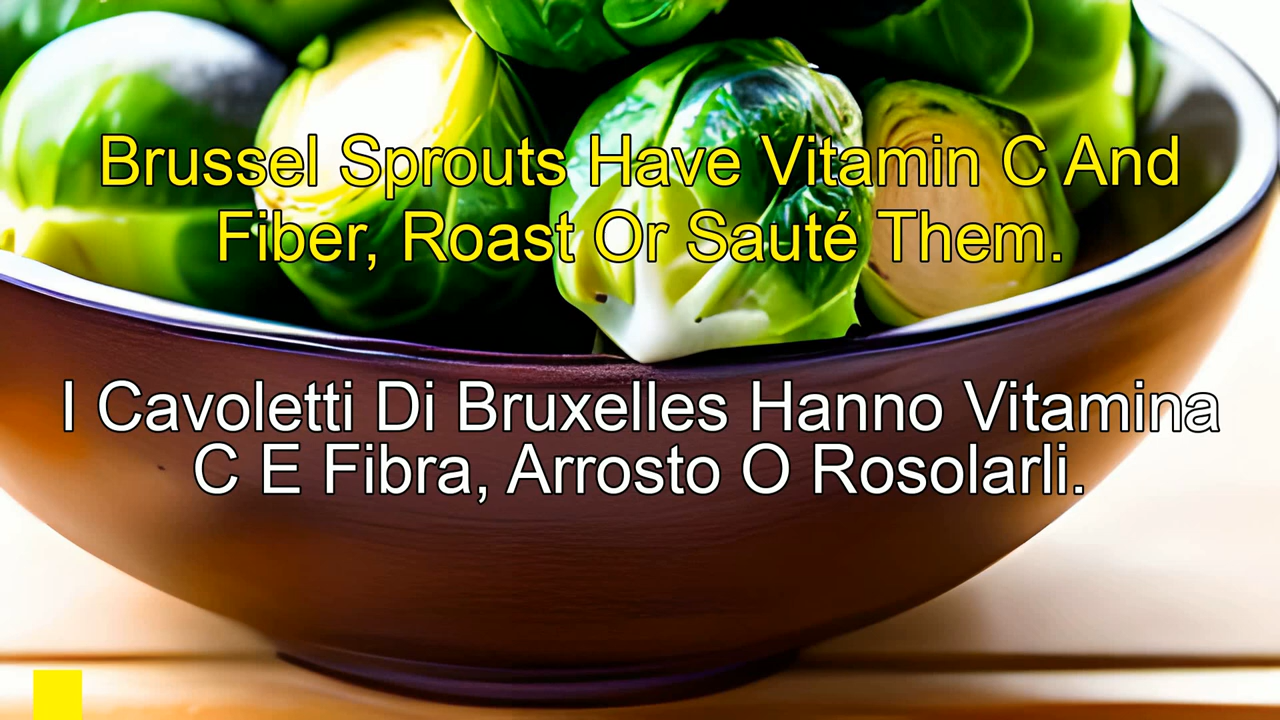 Brussel Sprouts Have Vitamin C And
Fiber, Roast Or Sauté Them.
I Cavoletti Di Bruxelles Hanno Vitamina
C E Fibra, Arrosto O Rosolarli.